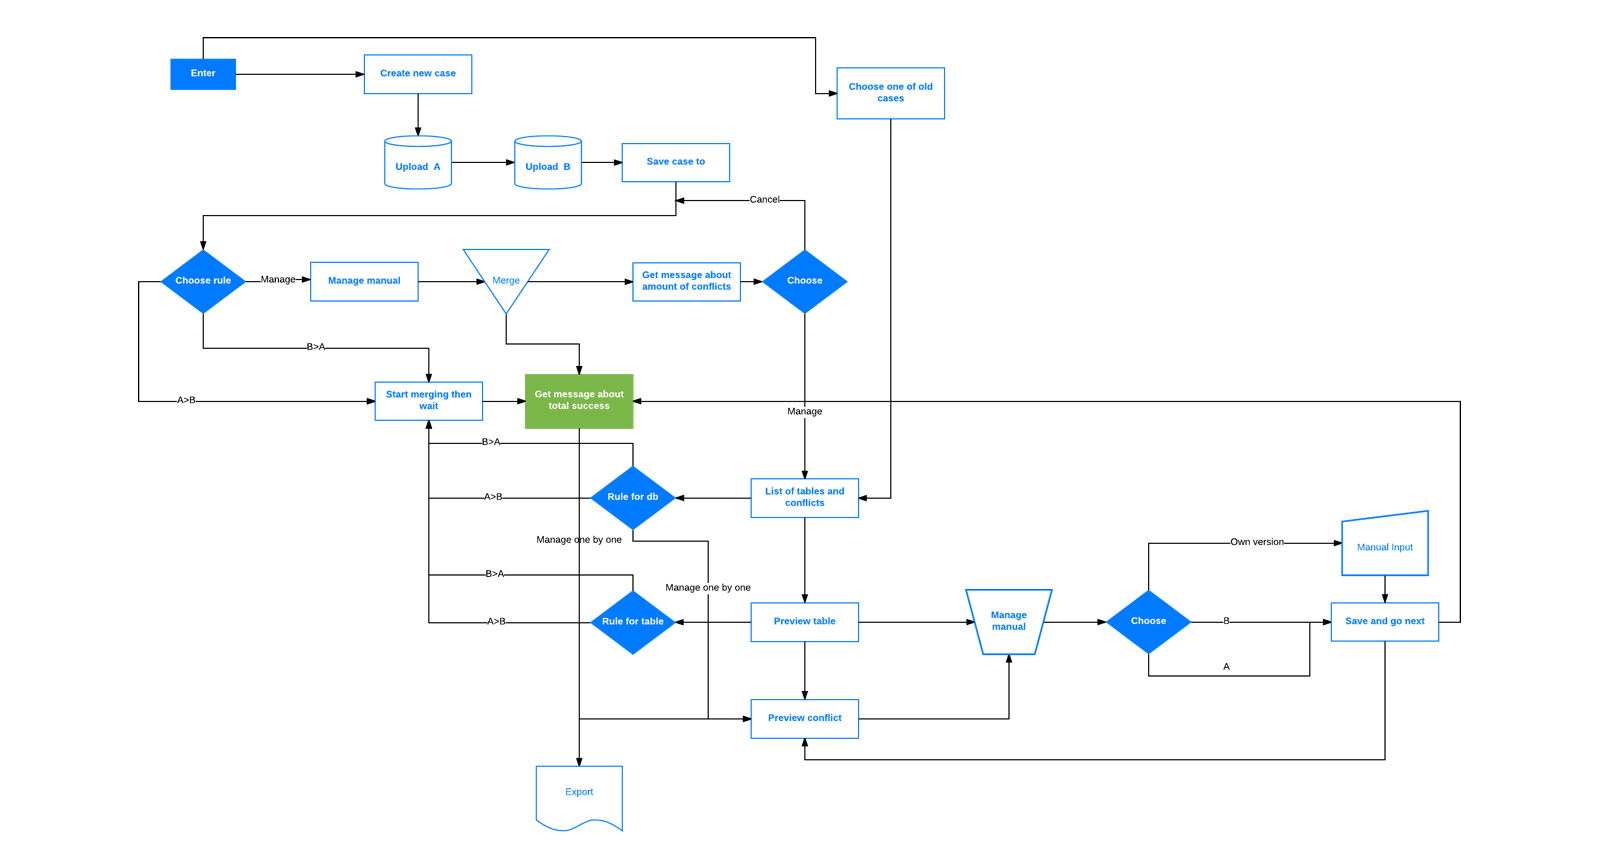 Enter
Create new case
Choose one of old
cases
Upload A
Upload B
Save case to
Cancel
Choose rule
Manage
Manage manual
Merge
Get message about
amount of conflicts
Choose
B>A
A>B
Start merging then
wait
Get message about
total success
Manage
B>A
A>B
Rule for db
List of tables and
conflicts
Manage one by one
Own version
Manual Input
B>A
Manage one by one
A>B
Rule for table
Preview table
Manage
manual
Choose
B
Save and go next
A
Preview conflict
Export